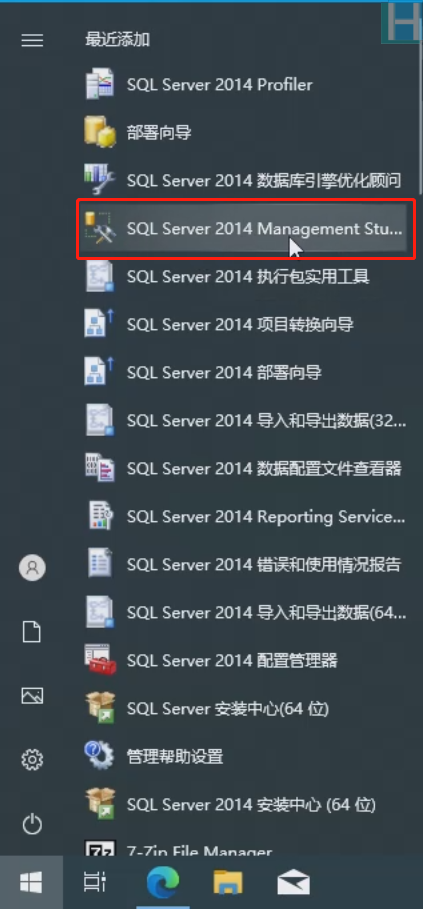 最近添加
SQL Server 2014 Profiler
部署向导
SQL Server 2014 数据库引擎优化顾问
SQL Server 2014 Management Stu...
SQL Server 2014 执行包实用工具
SQL Server 2014 项目转换向导
SQL Server 2014 部署向导
SQL Server 2014 导入和导出数据(32...
SQL Server 2014 数据配置文件查看器
SQL Server 2014 Reporting Service...
SQL Server 2014 错误和使用情况报告
SQL Server 2014 导入和导出数据(64...
SQL Server 2014 配置管理器
SQL Server 安装中心(64 位)
管理帮助设置
SQL Server 2014 安装中心 (64 位)
7-Zip File Manager